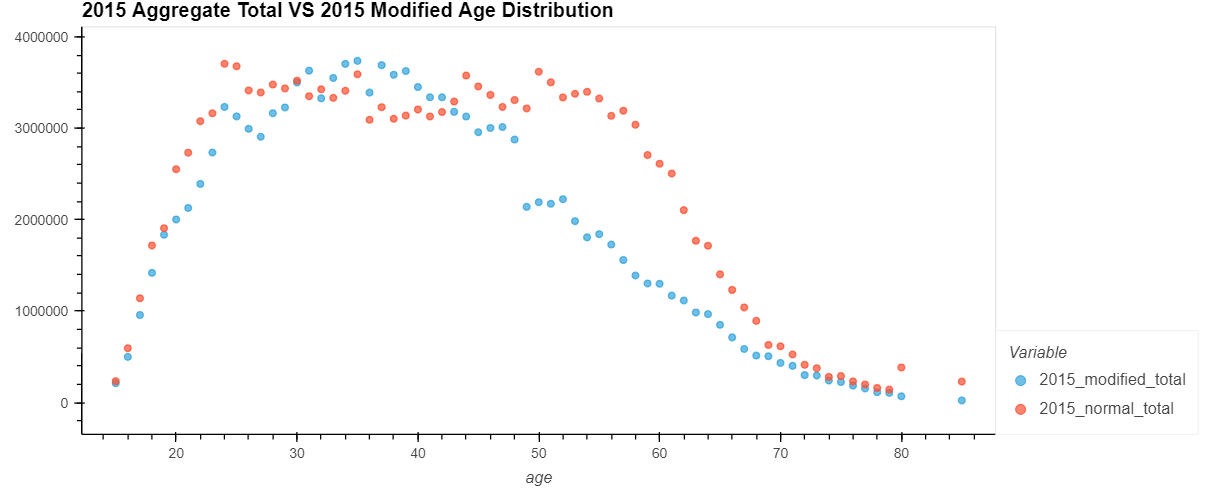 2015 Aggregate Total VS 2015 Modified Age Distribution
4000000
3000000
2000000
1000000
0
20 30 40 50 60 70 80
age
Variable
2015_modified_total
2015_normal_total